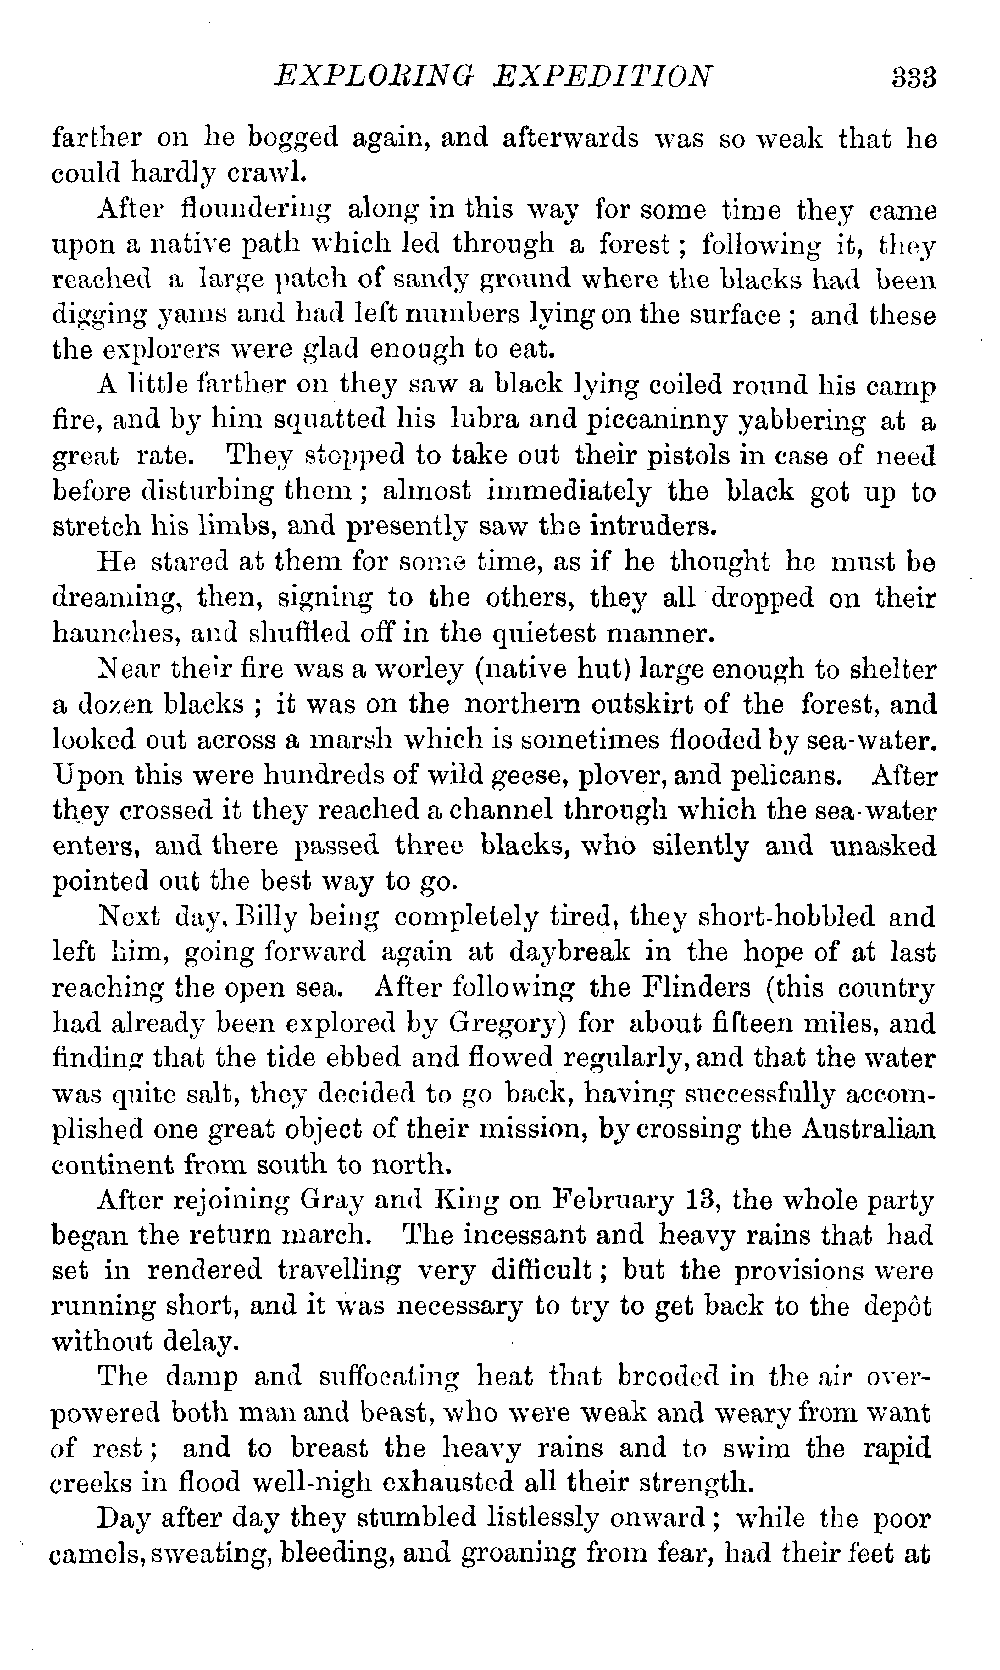 EXPLORING EXPEDITION 333
farther on he bogged again, and afterwards was so weak that he
could hardly crawl.
After floundering along in this way for some time they came
upon a native path which led through a forest ; following it, they
reached a large patch of sandy ground where the blacks had been
digging yams and had left numbers lying on the surface ; and these
the explorers were glad enough to eat.
A little farther on they saw a black lying coiled round his camp
fire, and by him squatted his lubra and piccaninny yabbering at a
great rate. They stopped to take out their pistols in case of need
before disturbing them ; almost immediately the black got up to
stretch his limbs, and presently saw the intruders.
He stared at them for some time, as if he thought he must be
dreaming, then, signing to the others, they all dropped on their
haunches, and shuffled off in the quietest manner.
Near their fire was a worley (native hut) large enough to shelter
a dozen blacks ; it was on the northern outskirt of the forest, and
looked out across a marsh which is sometimes flooded by sea-water.
Upon this were hundreds of wild geese, plover, and pelicans. After
they crossed it they reached a channel through which the sea-water
enters, and there passed three blacks, who silently and unasked
pointed out the best way to go.
Next day, Billy being completely tired, they short-hobbled and
left him, going forward again at daybreak in the hope of at last
reaching the open sea. After following the Flinders (this country
had already been explored by Gregory) for about fifteen miles, and
finding that the tide ebbed and flowed regularly, and that the water
was quite salt, they decided to go back, having successfully accom-
plished one great object of their mission, by crossing the Australian
continent from south to north.
After rejoining Gray and King on February 13, the whole party
began the return march. The incessant and heavy rains that had
set in rendered travelling very difficult ; but the provisions were
running short, and it was necessary to try to get back to the depôt
without delay.
The damp and suffocating heat that brooded in the air over-
powered both man and beast, who were weak and weary from want
of rest ; and to breast the heavy rains and to swim the rapid
creeks in flood well-nigh exhausted all their strength.
Day after day they stumbled listlessly onward ; while the poor
camels, sweating, bleeding, and groaning from fear, had their feet at